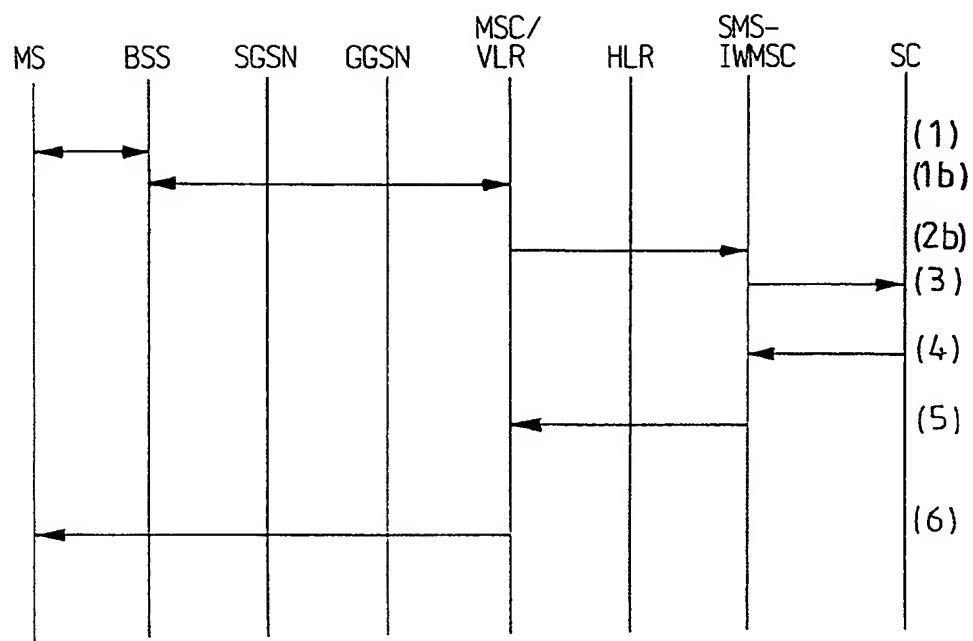 MS BSS SGSN GGSN MSC/ VLR HLR SMS- IWMSC SC
(1)
(1b)
(2b)
(3)
(4)
(5)
(6)